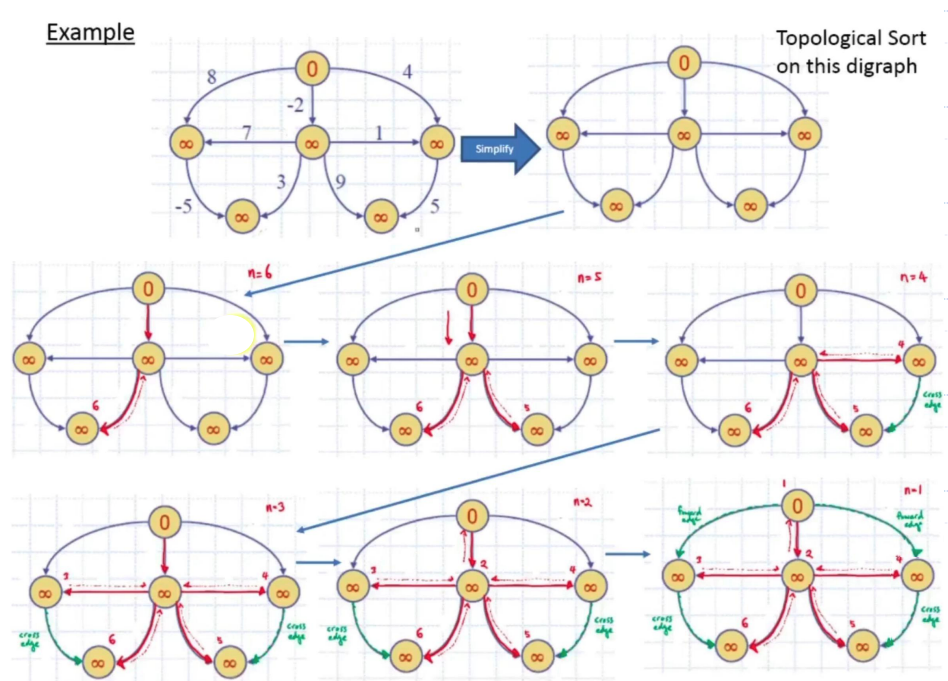 Example
Topological Sort
on this digraph
0
8
4
-2
∞
7
∞
1
∞
-5
3
9
5
∞
∞
Simplify
0
∞
∞
∞
∞
∞
n=6
0
∞
∞
∞
6
∞
∞
n=5
0
∞
∞
∞
6
5
∞
∞
n=4
0
4
∞
∞
∞
cross
edge
6
5
∞
∞
n=3
0
3
4
∞
∞
∞
cross
edge
6
5
cross
edge
∞
∞
n=2
0
3
2
4
∞
∞
∞
cross
edge
6
5
cross
edge
∞
∞
1
n=1
0
foward
edge
foward
edge
3
2
4
∞
∞
∞
cross
edge
6
5
cross
edge
∞
∞